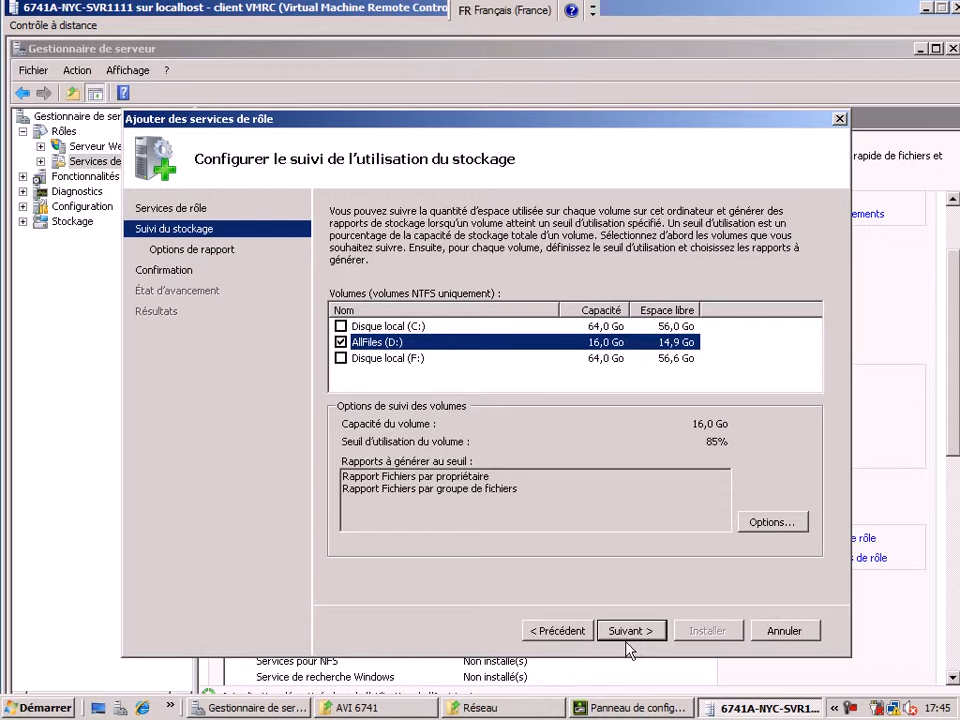 6741A-NYC-SVR1111 sur localhost - client VMRC (Virtual Machine Remote Contro
FR Français (France)
Contrôle à distance
Gestionnaire de serveur
Fichier Action Affichage ?
Gestionnaire de ser
Rôles
Serveur We
Services de
Fonctionnalités
Diagnostics
Configuration
Stockage
Ajouter des services de rôle
Configurer le suivi de l'utilisation du stockage
rapide de fichiers et
ements
e rôle
s de rôle
Services de rôle
Suivi du stockage
Options de rapport
Confirmation
État d'avancement
Résultats
Vous pouvez suivre la quantité d'espace utilisée sur chaque volume sur cet ordinateur et générer des
rapports de stockage lorsqu'un volume atteint un seuil d'utilisation spécifié. Un seuil d'utilisation est un
pourcentage de la capacité de stockage totale d'un volume. Sélectionnez d'abord les volumes que vous
souhaitez suivre. Ensuite, pour chaque volume, définissez le seuil d'utilisation et choisissez les rapports à
générer.
Volumes (volumes NTFS uniquement) :
Nom Capacité Espace libre
Disque local (C:) 64,0 Go 56,0 Go
AllFiles (D:) 16,0 Go 14,9 Go
Disque local (F:) 64,0 Go 56,6 Go
Options de suivi des volumes
Capacité du volume : 16,0 Go
Seuil d'utilisation du volume : 85%
Rapports à générer au seuil :
Rapport Fichiers par propriétaire
Rapport Fichiers par groupe de fichiers
Options...
< Précédent Suivant > Installer Annuler
Services pour NFS Non installé(s)
Service de recherche Windows Non installé(s)
Démarrer » Gestionnaire de ser... AVI 6741 Réseau Panneau de config... 6741A-NYC-SVR1... « 17:45